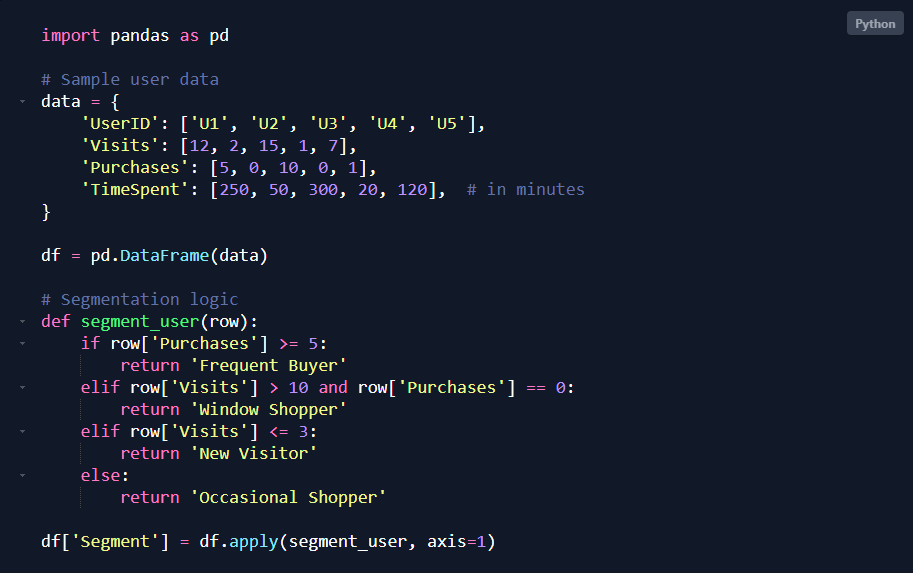 Python
import pandas as pd
# Sample user data
data = {
    'UserID': ['U1', 'U2', 'U3', 'U4', 'U5'],
    'Visits': [12, 2, 15, 1, 7],
    'Purchases': [5, 0, 10, 0, 1],
    'TimeSpent': [250, 50, 300, 20, 120],  # in minutes
}
df = pd.DataFrame(data)
# Segmentation logic
def segment_user(row):
    if row['Purchases'] >= 5:
        return 'Frequent Buyer'
    elif row['Visits'] > 10 and row['Purchases'] == 0:
        return 'Window Shopper'
    elif row['Visits'] <= 3:
        return 'New Visitor'
    else:
        return 'Occasional Shopper'
df['Segment'] = df.apply(segment_user, axis=1)